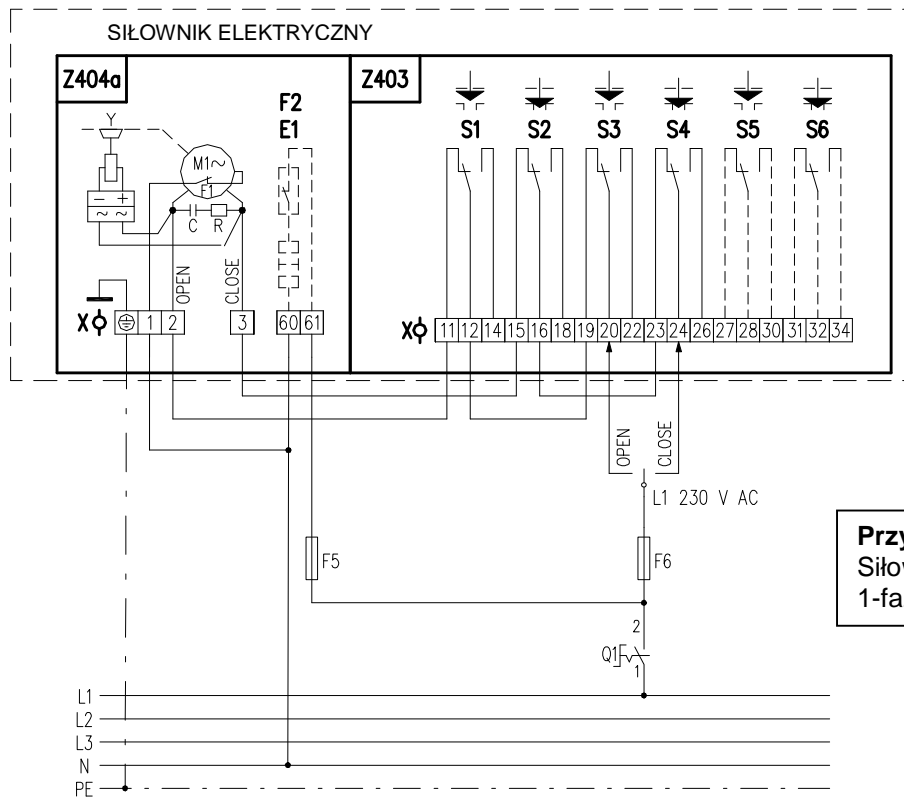 SIŁOWNIK ELEKTRYCZNY
Z404a
Z403
F2
E1
S1 S2 S3 S4 S5 S6
Y
M1~
F1
- +
~ ~
C R
OPEN
CLOSE
X
1 2 3 60 61
X
11 12 14 15 16 18 19 20 22 23 24 26 27 28 30 31 32 34
OPEN
CLOSE
L1 230 V AC
F5
F6
Siło
1-fa
2
Q1
1
L1
L2
L3
N
PE